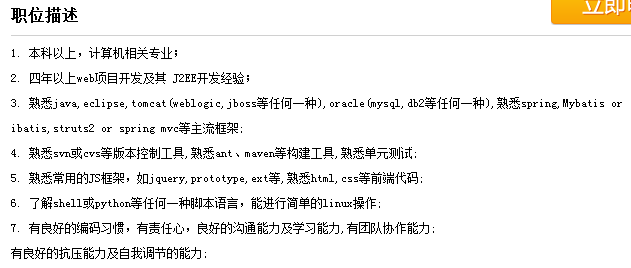 立即
职位描述
1. 本科以上，计算机相关专业；
2. 四年以上web项目开发及其 J2EE开发经验；
3. 熟悉java,eclipse,tomcat(weblogic,jboss等任何一种),oracle(mysql,db2等任何一种),熟悉spring,Mybatis or
ibatis,struts2 or spring mvc等主流框架;
4. 熟悉svn或cvs等版本控制工具,熟悉ant、maven等构建工具,熟悉单元测试;
5. 熟悉常用的JS框架，如jquery,prototype,ext等,熟悉html,css等前端代码;
6. 了解shell或python等任何一种脚本语言，能进行简单的linux操作;
7. 有良好的编码习惯，有责任心，良好的沟通能力及学习能力,有团队协作能力;
有良好的抗压能力及自我调节的能力;